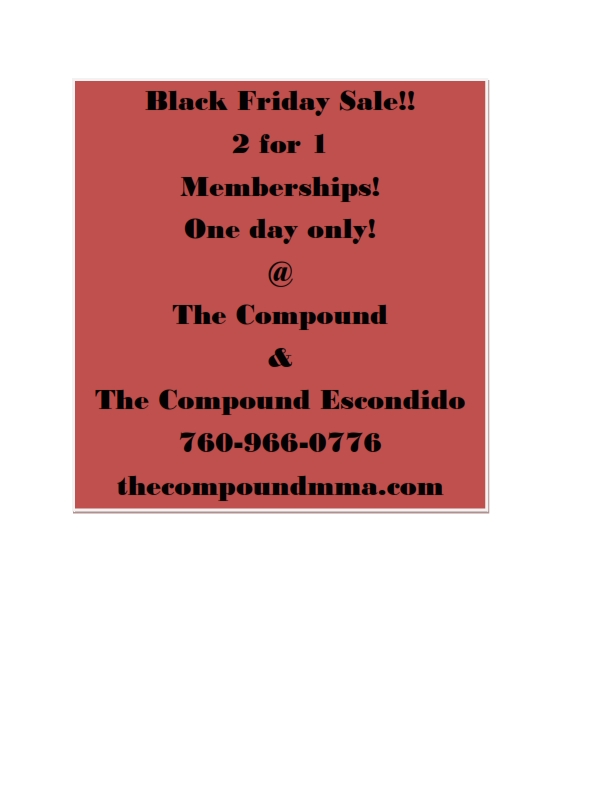 Black Friday Sale!!
2 for 1
Memberships!
One day only!
@
The Compound
&
The Compound Escondido
760-966-0776
thecompoundmma.com